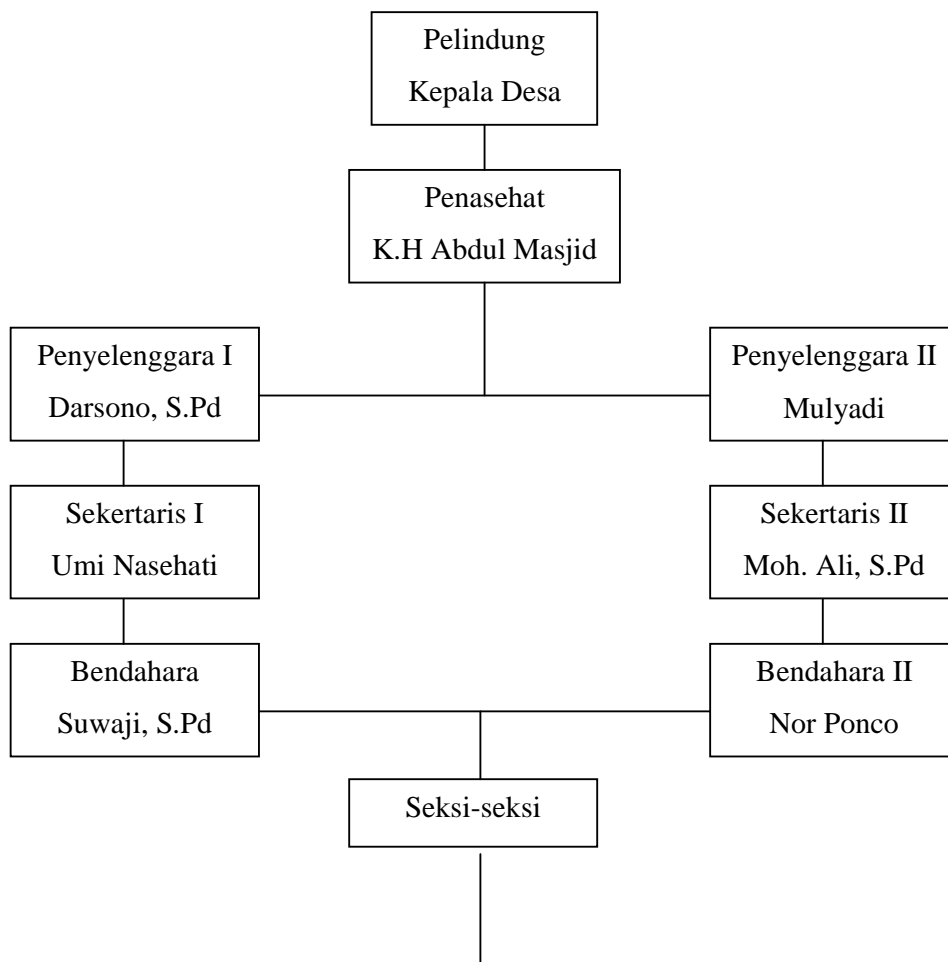 Pelindung
Kepala Desa
Penasehat
K.H Abdul Masjid
Penyelenggara I
Darsono, S.Pd
Penyelenggara II
Mulyadi
Sekertaris I
Umi Nasehati
Sekertaris II
Moh. Ali, S.Pd
Bendahara
Suwaji, S.Pd
Bendahara II
Nor Ponco
Seksi-seksi